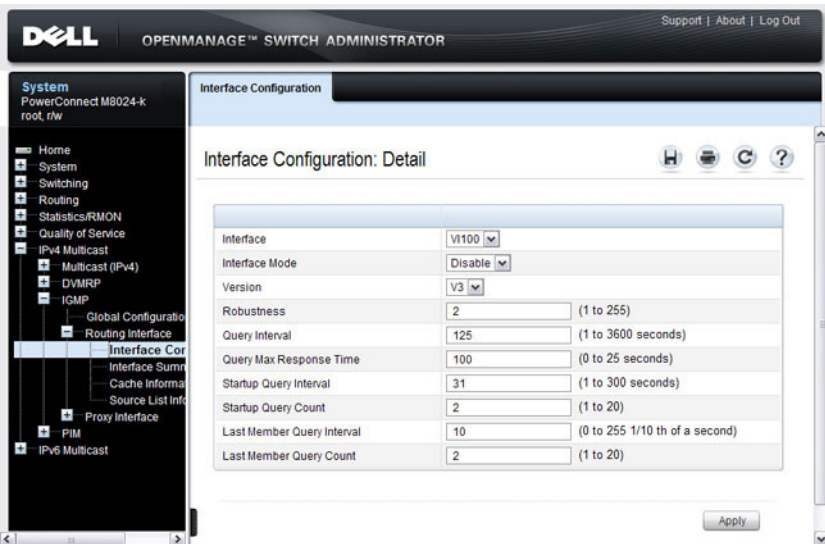 Support | About | Log Out
DELL
OPENMANAGE™ SWITCH ADMINISTRATOR
System
PowerConnect M8024-k
root, r/w
Home
System
Switching
Routing
Statistics/RMON
Quality of Service
IPv4 Multicast
Multicast (IPv4)
DVMRP
IGMP
Global Configuratio
Routing Interface
Interface Cor
Interface Sumn
Cache Informa
Source List Info
Proxy Interface
PIM
IPv6 Multicast
Interface Configuration
Interface Configuration: Detail
Interface Vl100
Interface Mode Disable
Version V3
Robustness 2 (1 to 255)
Query Interval 125 (1 to 3600 seconds)
Query Max Response Time 100 (0 to 25 seconds)
Startup Query Interval 31 (1 to 300 seconds)
Startup Query Count 2 (1 to 20)
Last Member Query Interval 10 (0 to 255 1/10 th of a second)
Last Member Query Count 2 (1 to 20)
Apply